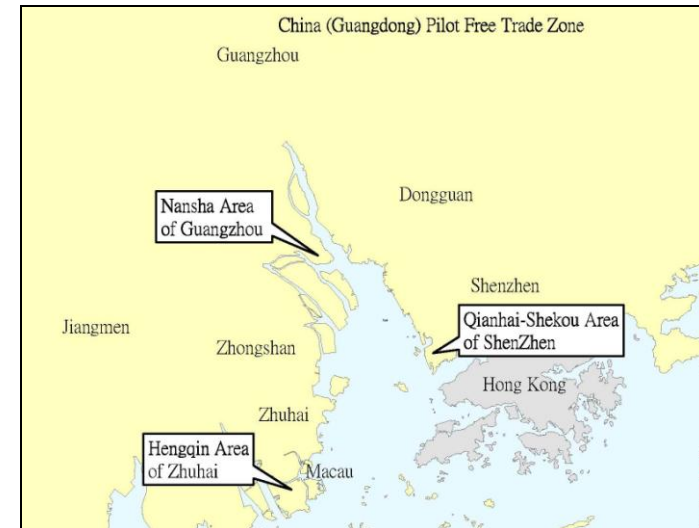 China (Guangdong) Pilot Free Trade Zone
Guangzhou
Dongguan
Nansha Area
of Guangzhou
Shenzhen
Qianhai-Shekou Area
of ShenZhen
Jiangmen
Zhongshan
Hong Kong
Zhuhai
Hengqin Area
of Zhuhai
Macau